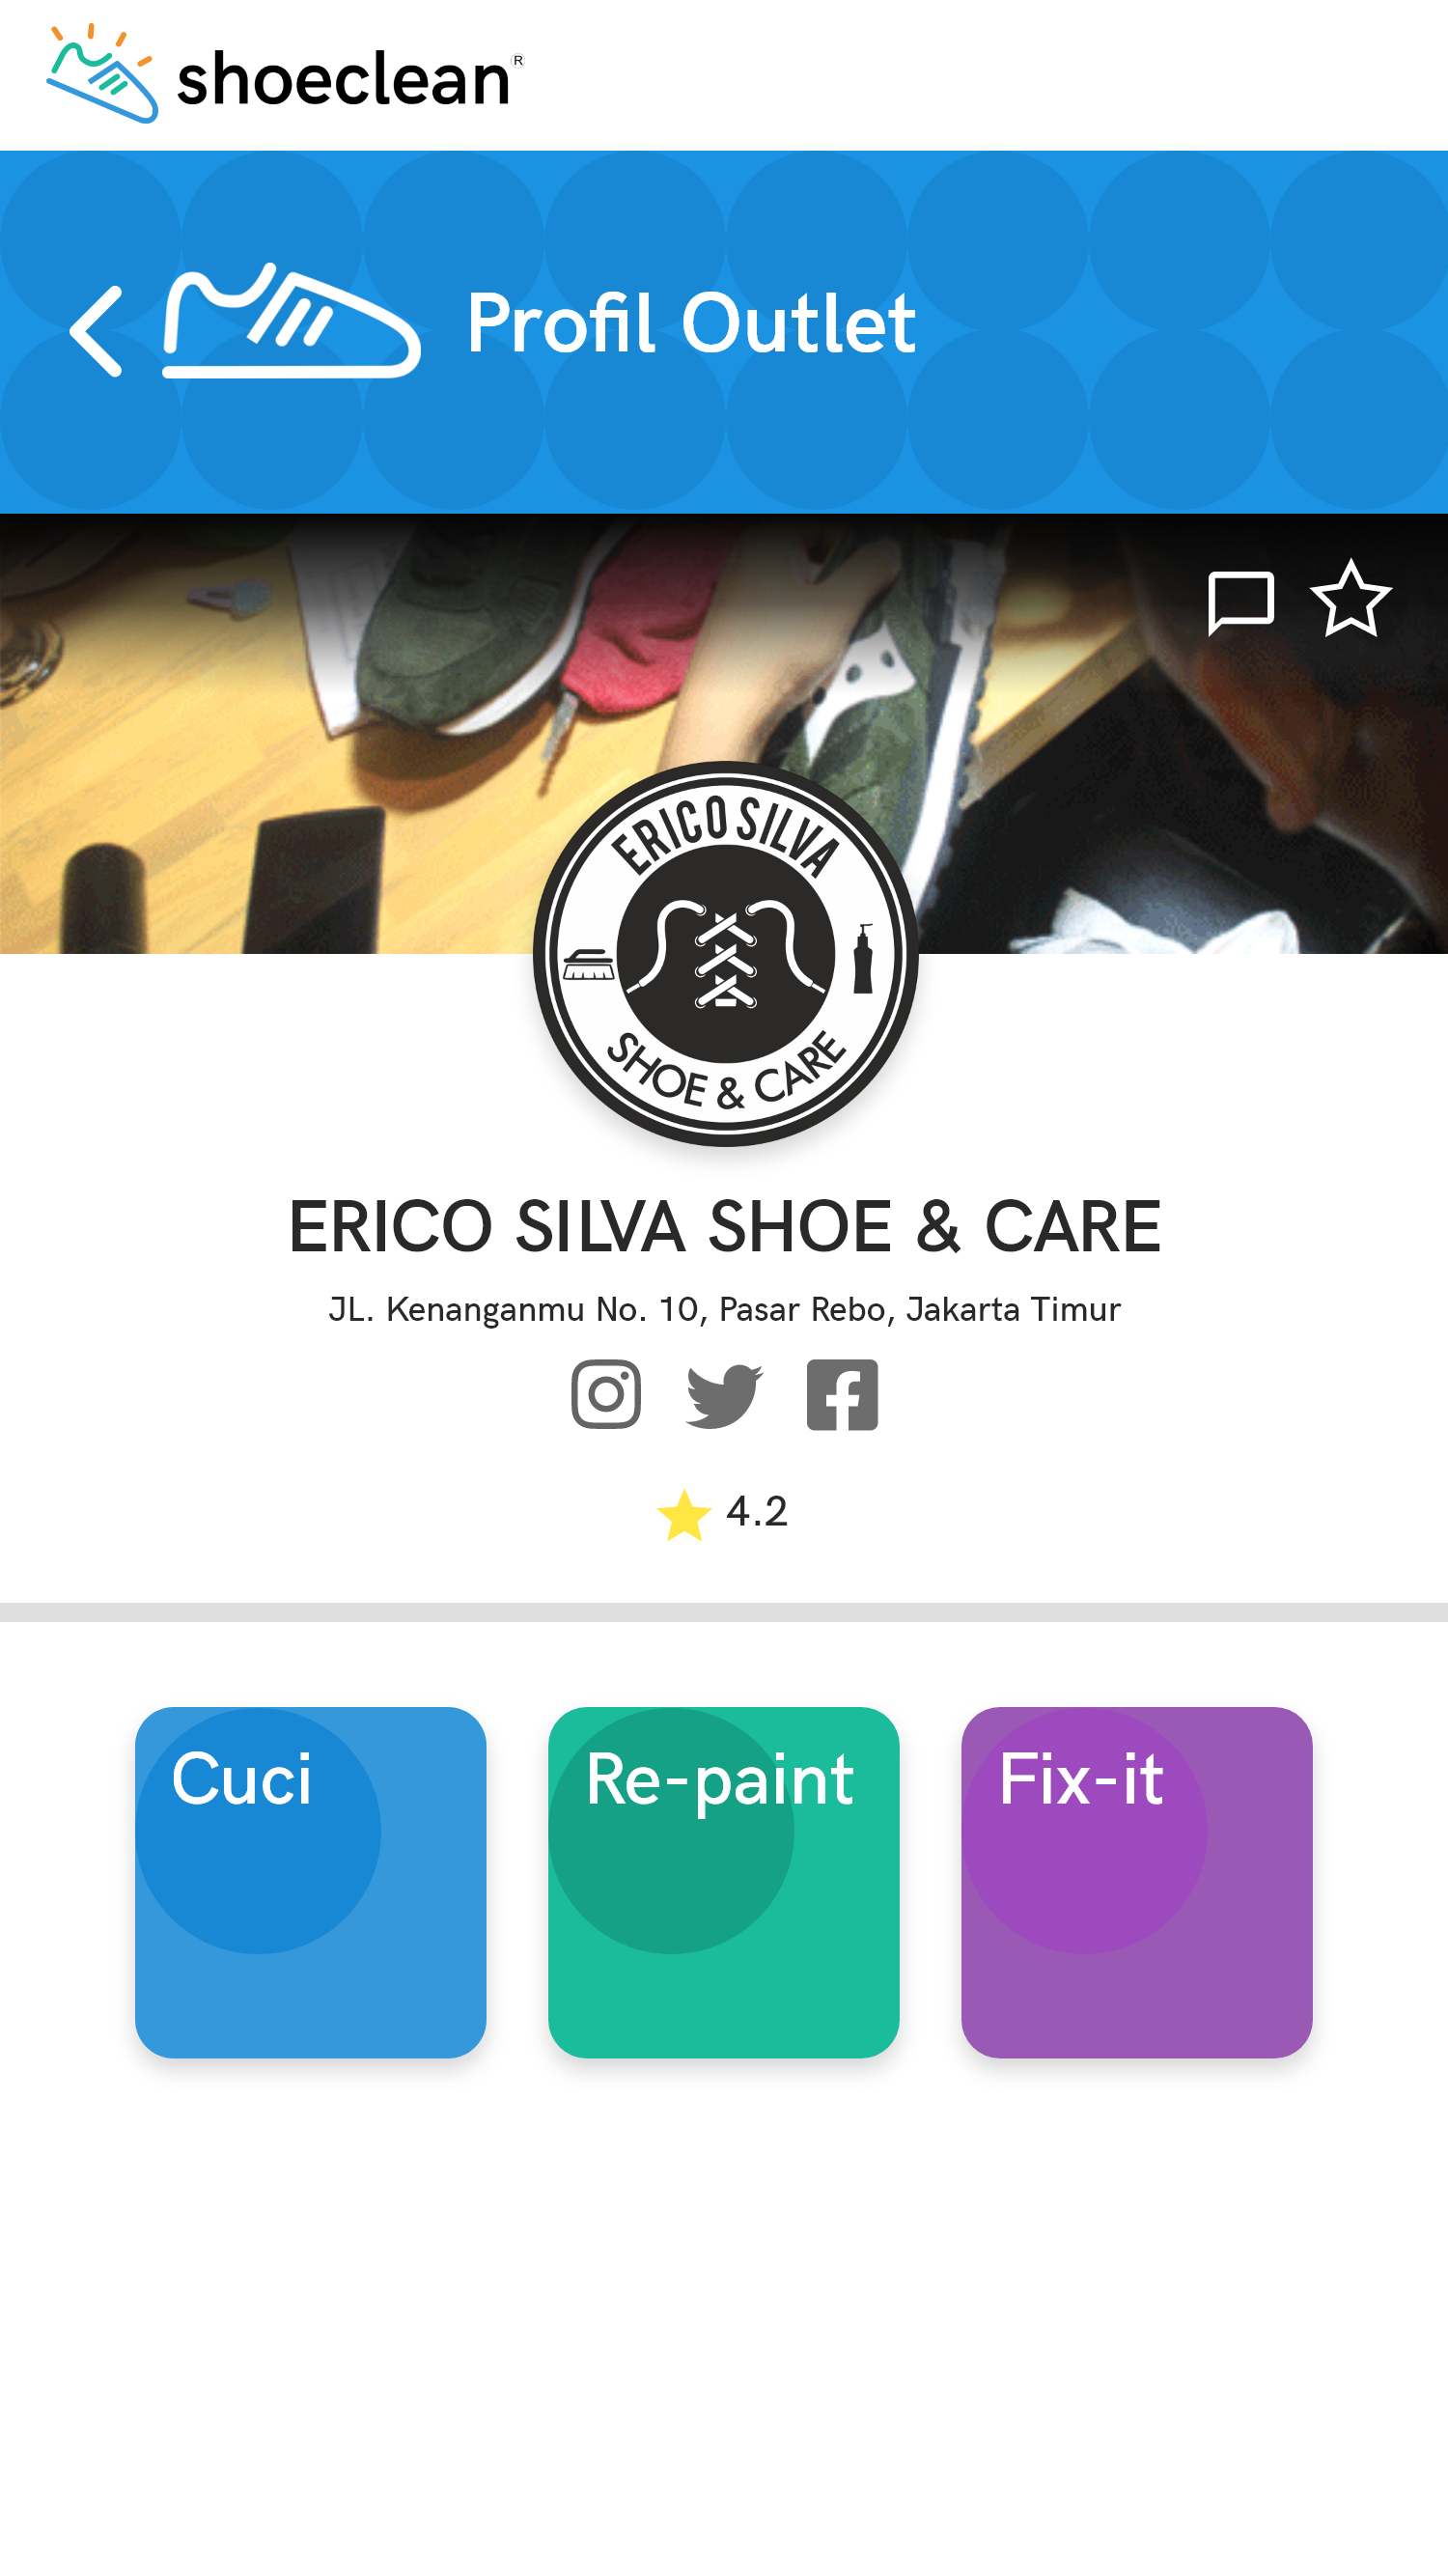 shoeclean®
Profil Outlet
ERICO SILVA
SHOE & CARE
ERICO SILVA SHOE & CARE
JL. Kenanganmu No. 10, Pasar Rebo, Jakarta Timur
4.2
Cuci Re-paint Fix-it